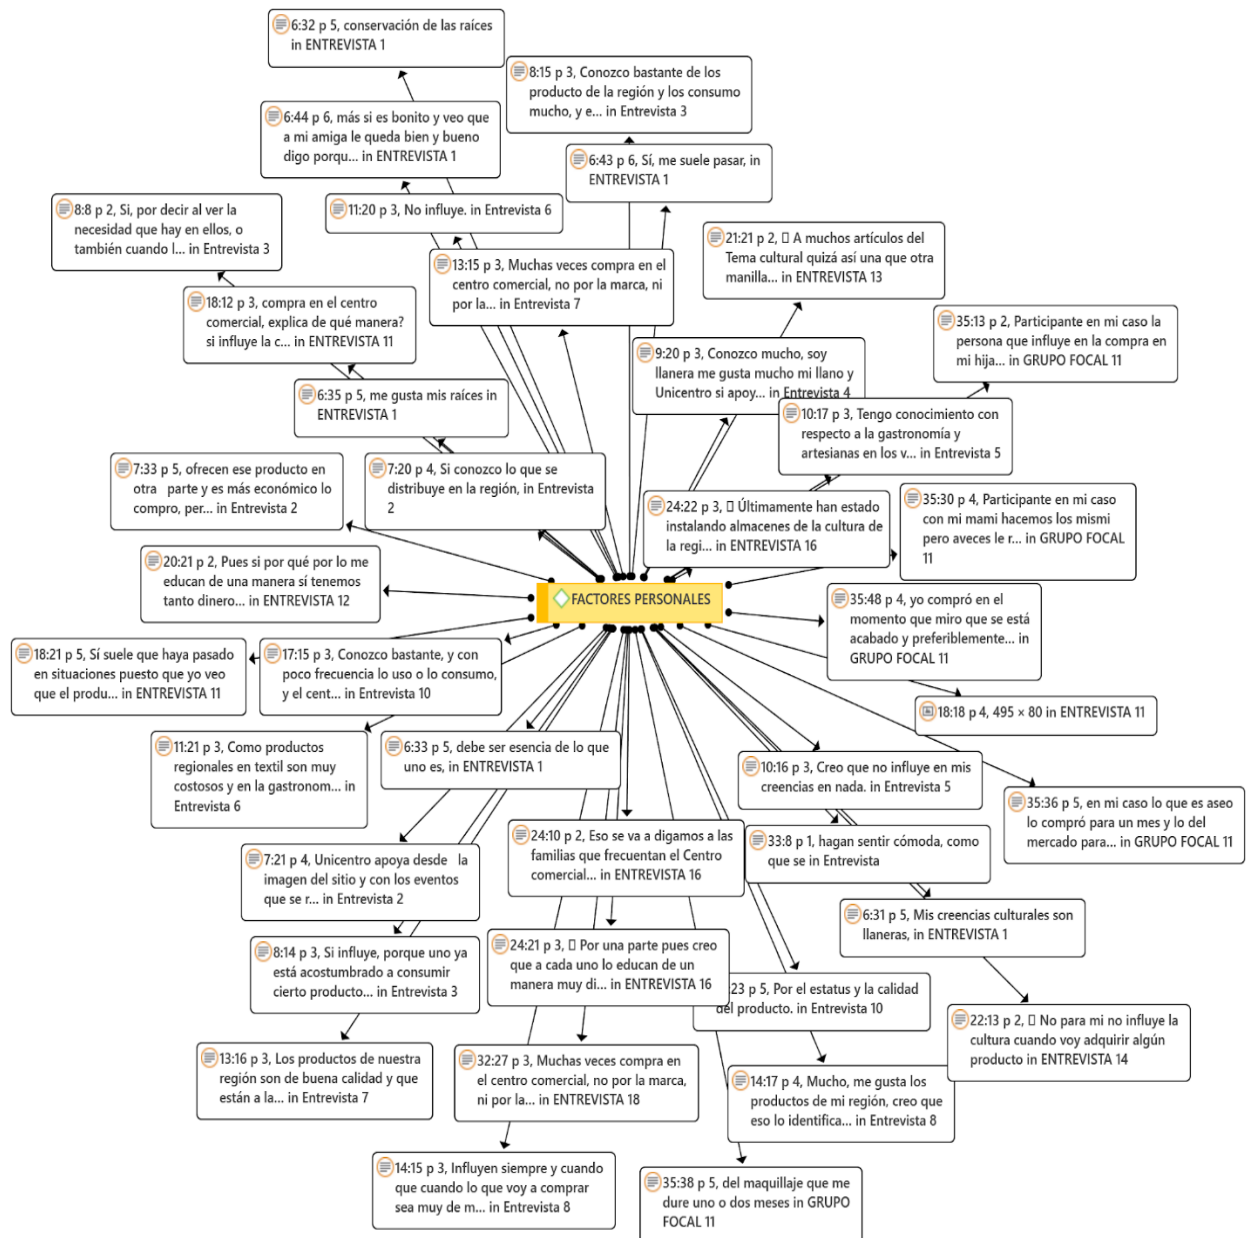 6:32 p 5, conservación de las raíces
in ENTREVISTA 1
8:15 p 3, Conozco bastante de los
producto de la región y los consumo
mucho, y e... in Entrevista 3
6:44 p 6, más si es bonito y veo que
a mi amiga le queda bien y bueno
digo porqu... in ENTREVISTA 1
6:43 p 6, Sí, me suele pasar, in
ENTREVISTA 1
8:8 p 2, Si, por decir al ver la
necesidad que hay en ellos, o
también cuando l... in Entrevista 3
11:20 p 3, No influye. in Entrevista 6
21:21 p 2, A muchos artículos del
Tema cultural quizá así una que otra
manilla... in ENTREVISTA 13
13:15 p 3, Muchas veces compra en el
centro comercial, no por la marca, ni
por la... in Entrevista 7
18:12 p 3, compra en el centro
comercial, explica de qué manera?
si influye la c... in ENTREVISTA 11
35:13 p 2, Participante en mi caso la
persona que influye en la compra en
mi hija... in GRUPO FOCAL 11
9:20 p 3, Conozco mucho, soy
llanera me gusta mucho mi llano y
Unicentro si apoy... in Entrevista 4
6:35 p 5, me gusta mis raíces in
ENTREVISTA 1
10:17 p 3, Tengo conocimiento con
respecto a la gastronomía y
artesanas en los v... in Entrevista 5
7:33 p 5, ofrecen ese producto en
otra parte y es más económico lo
compro, per... in Entrevista 2
7:20 p 4, Si conozco lo que se
distribuye en la región, in Entrevista
2
24:22 p 3, Últimamente han estado
instalando almacenes de la cultura de
la regi... in ENTREVISTA 16
35:30 p 4, Participante en mi caso
con mi mami hacemos los mismi
pero aveces le r... in GRUPO FOCAL
11
20:21 p 2, Pues si por qué por lo me
educan de una manera sí tenemos
tanto dinero... in ENTREVISTA 12
FACTORES PERSONALES
35:48 p 4, yo compró en el
momento que miro que se está
acabado y preferiblemente... in
GRUPO FOCAL 11
18:21 p 5, Sí suele que haya pasado
en situaciones puesto que yo veo
que el produ... in ENTREVISTA 11
17:15 p 3, Conozco bastante, y con
poco frecuencia lo uso o lo consumo,
y el cent... in Entrevista 10
18:18 p 4, 495 × 80 in ENTREVISTA 11
11:21 p 3, Como productos
regionales en textil son muy
costosos y en la gastronom... in
Entrevista 6
6:33 p 5, debe ser esencia de lo que
uno es, in ENTREVISTA 1
10:16 p 3, Creo que no influye en mis
creencias en nada. in Entrevista 5
35:36 p 5, en mi caso lo que es aseo
lo compró para un mes y lo del
mercado para... in GRUPO FOCAL 11
7:21 p 4, Unicentro apoya desde la
imagen del sitio y con los eventos
que se r... in Entrevista 2
24:10 p 2, Eso se va a digamos a las
familias que frecuentan el Centro
comercial... in ENTREVISTA 16
33:8 p 1, hagan sentir cómoda, como
que se in Entrevista
6:31 p 5, Mis creencias culturales son
llaneras, in ENTREVISTA 1
8:14 p 3, Si influye, porque uno ya
está acostumbrado a consumir
cierto producto... in Entrevista 3
24:21 p 3, Por una parte pues creo
que a cada uno lo educan de un
manera muy di... in ENTREVISTA 16
23 p 5, Por el estatus y la calidad
del producto. in Entrevista 10
22:13 p 2, No para mi no influye la
cultura cuando voy adquirir algún
producto in ENTREVISTA 14
13:16 p 3, Los productos de nuestra
región son de buena calidad y que
están a la... in Entrevista 7
32:27 p 3, Muchas veces compra en
el centro comercial, no por la marca,
ni por la... in ENTREVISTA 18
14:17 p 4, Mucho, me gusta los
productos de mi región, creo que
eso lo identifica... in Entrevista 8
14:15 p 3, Influyen siempre y cuando
que cuando lo que voy a comprar
sea muy de m... in Entrevista 8
35:38 p 5, del maquillaje que me
dure uno o dos meses in GRUPO
FOCAL 11